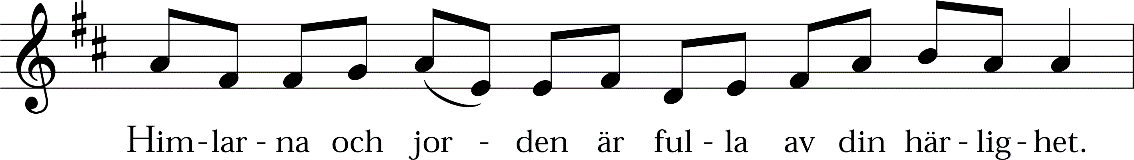 Him-lar - na och jor - den är ful - la av din här - lig - het.